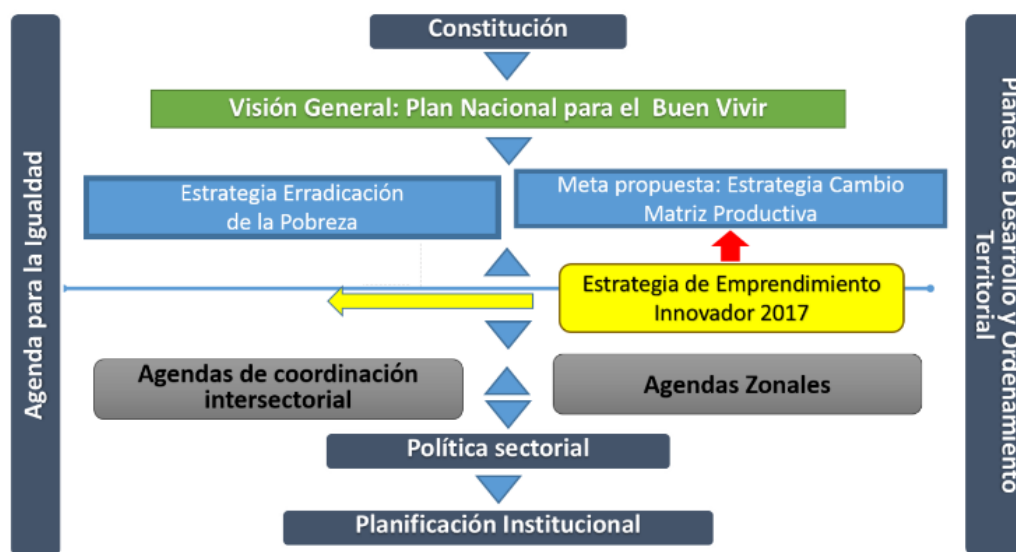 Constitución
Visión General: Plan Nacional para el Buen Vivir
Estrategia Erradicación
de la Pobreza
Meta propuesta: Estrategia Cambio
Matriz Productiva
Estrategia de Emprendimiento
Innovador 2017
Agendas de coordinación
intersectorial
Agendas Zonales
Política sectorial
Planificación Institucional
Agenda para la Igualdad
Planes de Desarrollo y Ordenamiento
Territorial